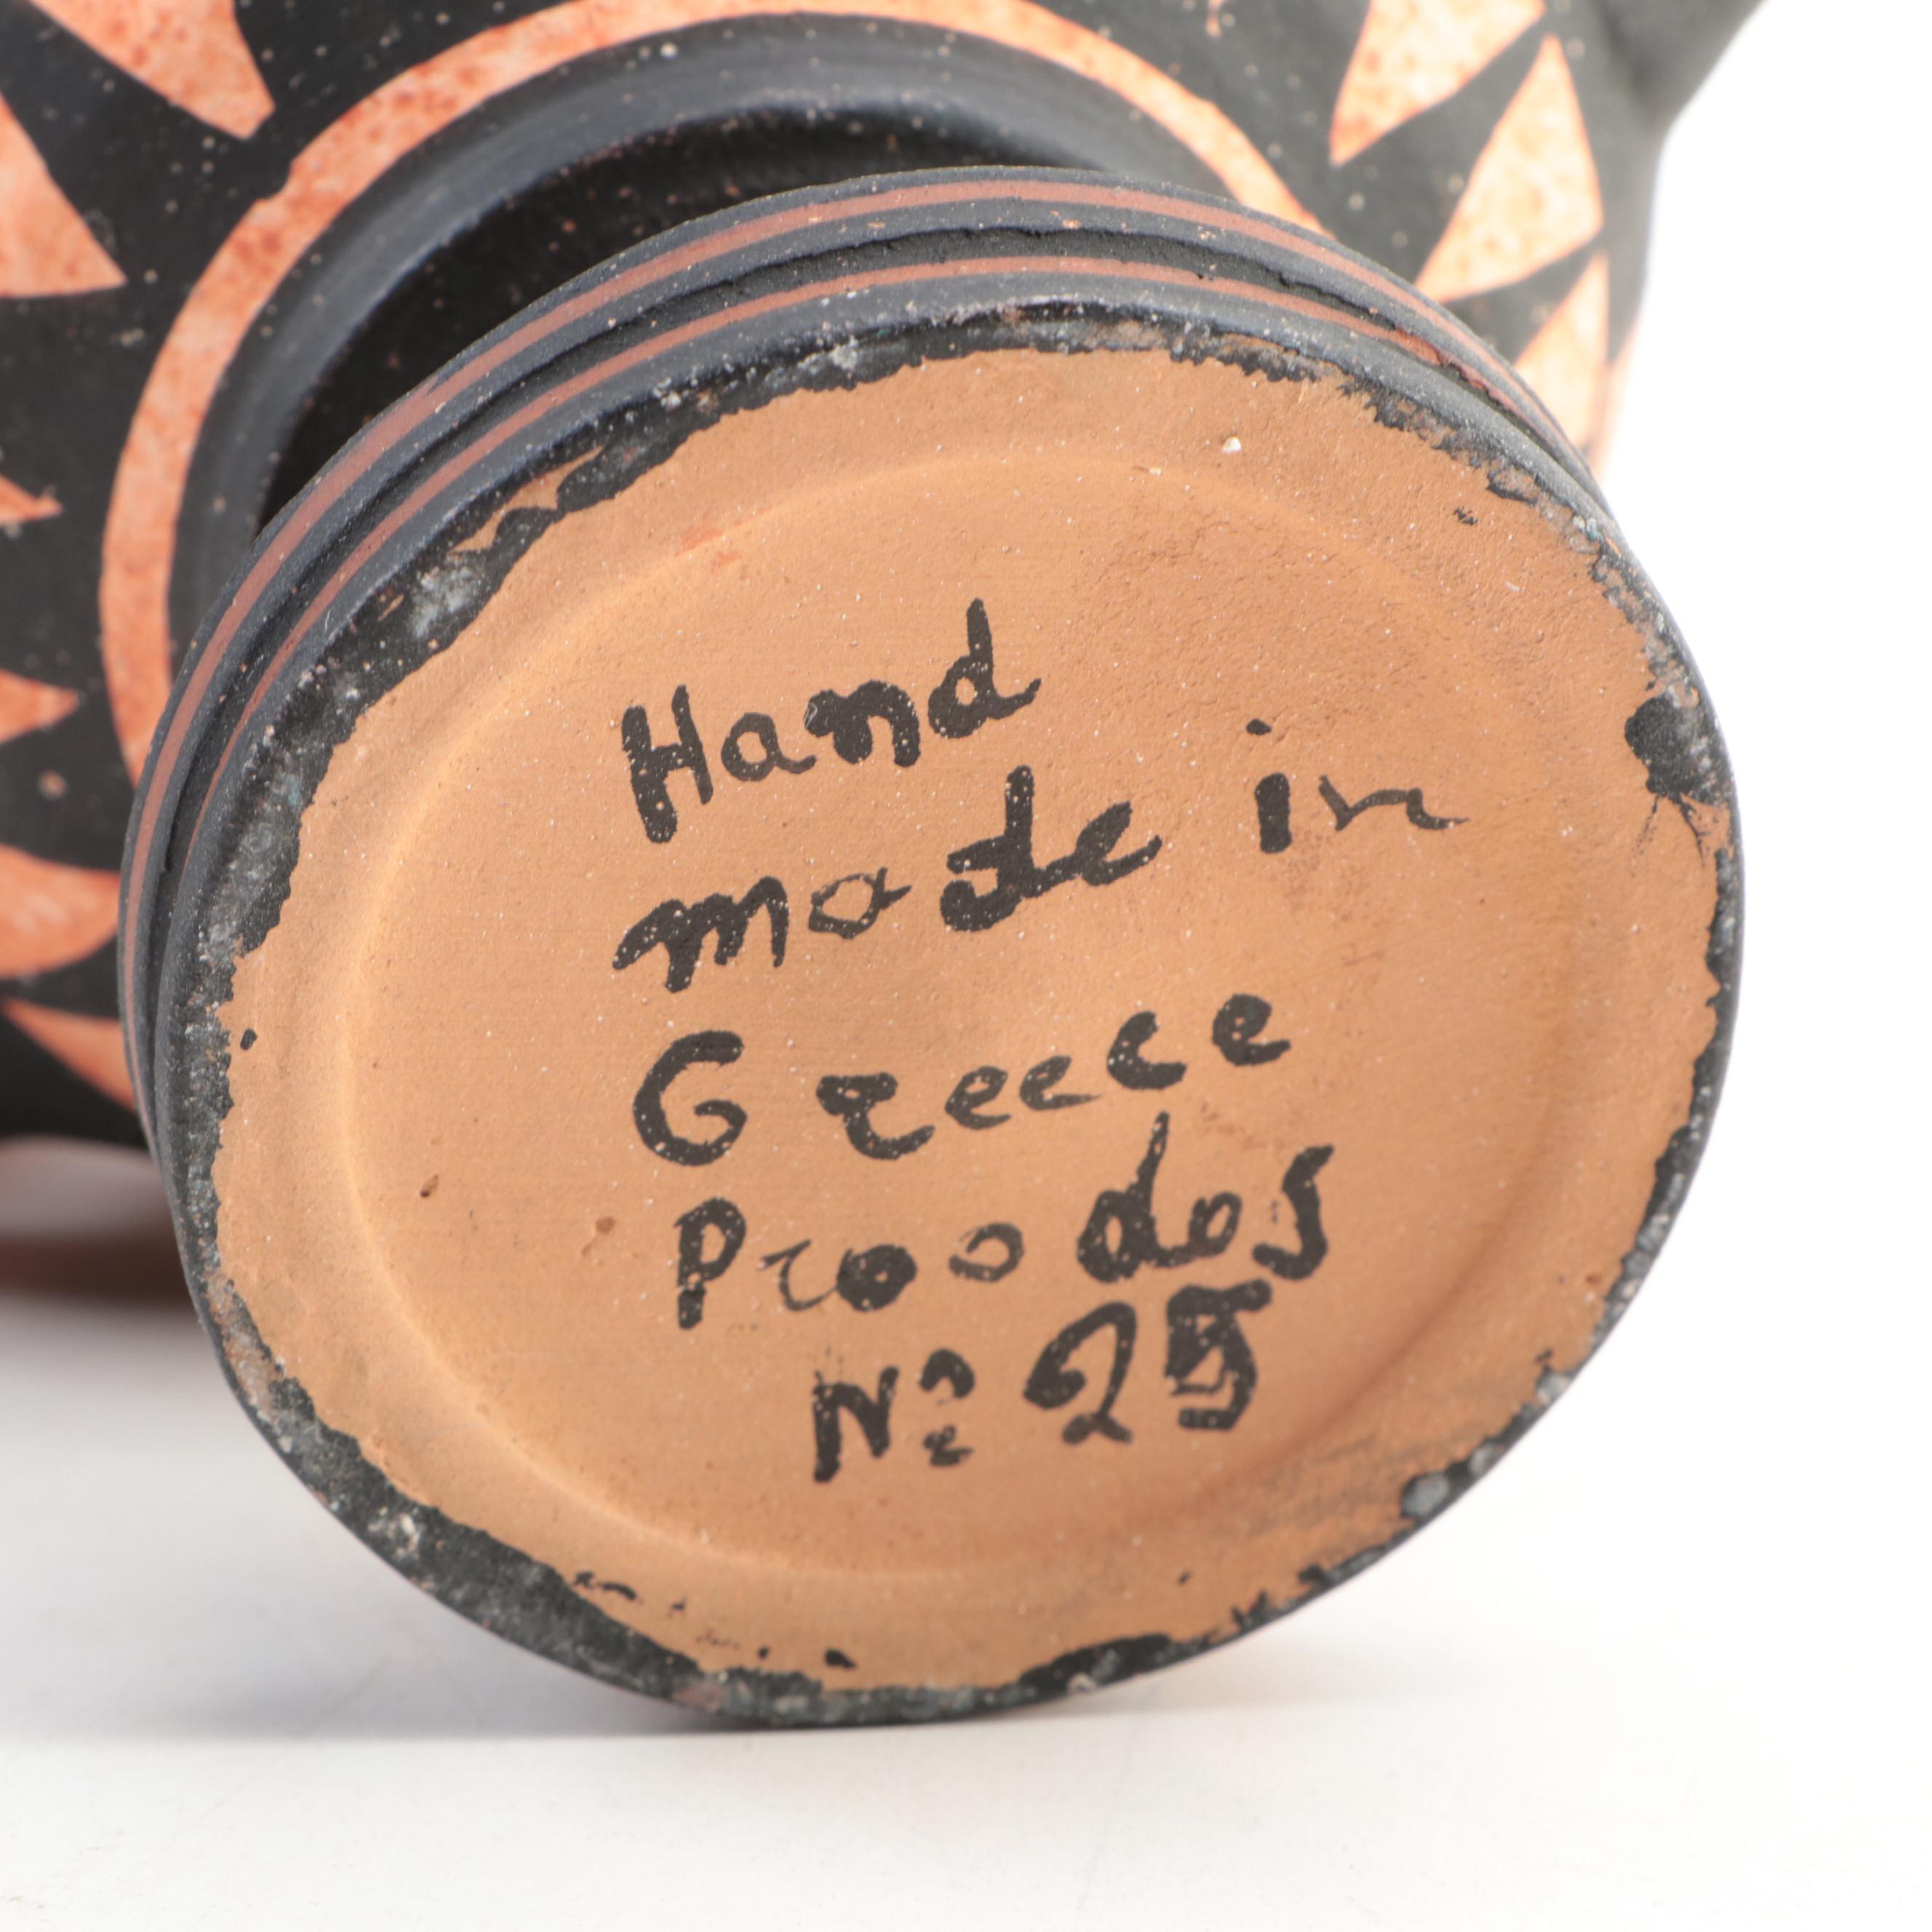 Hand
made in
Greece
Proodos
Nº 25